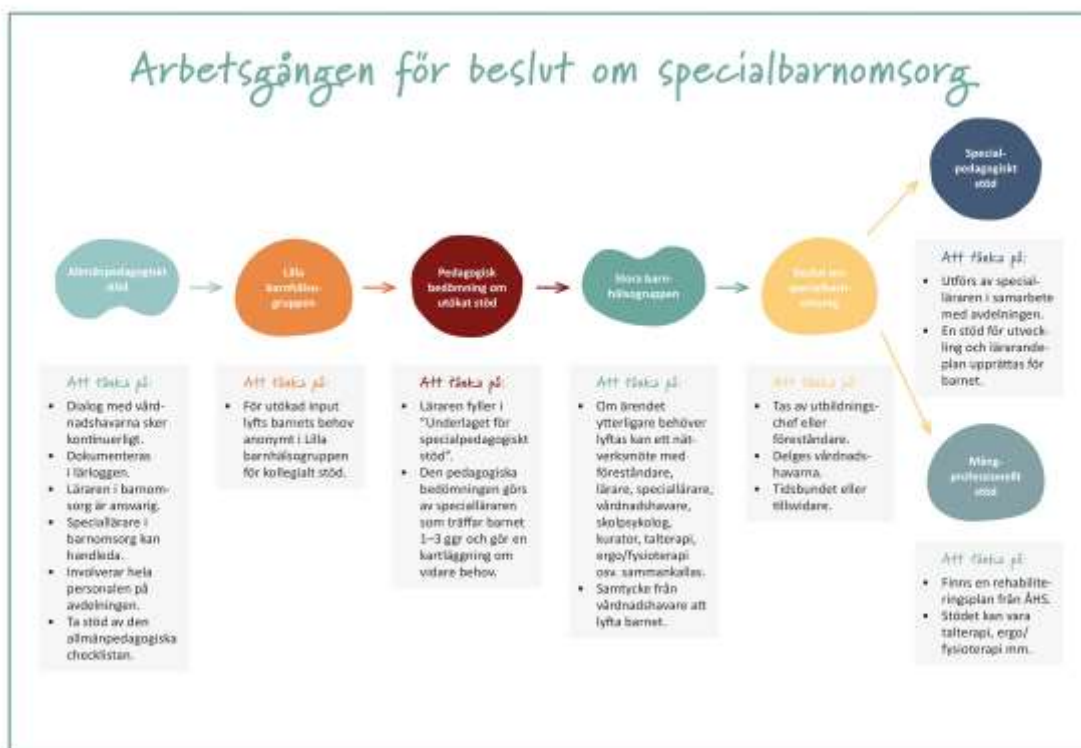 Arbetsgången för beslut om specialbarnomsorg
Allmänpedagogiskt
stöd
Att tänka på:
• Dialog med vård-
nadshavarna sker
kontinuerligt.
• Dokumenteras
i lärloggen.
• Läraren i barnom-
sorg är ansvarig.
• Speciallärare i
barnomsorg kan
handleda.
• Involverar hela
personalen på
avdelningen.
• Ta stöd av den
allmänpedagogiska
checklistan.
Lilla
barnhälso-
gruppen
Att tänka på:
• För utökad input
lyfts barnets behov
anonymt i Lilla
barnhälsogruppen
för kollegialt stöd.
Pedagogisk
bedömning om
utökat stöd
Att tänka på:
• Läraren fyller i
"Underlaget för
specialpedagogiskt
stöd".
• Den pedagogiska
bedömningen görs
av specialläraren
som träffar barnet
1–3 ggr och gör en
kartläggning om
vidare behov.
Stora barn-
hälsogruppen
Att tänka på:
• Om ärendet
ytterligare behöver
lyftas kan ett nät-
verksmöte med
föreståndare,
lärare, speciallärare,
vårdnadshavare,
skolpsykolog,
kurator, talterapi,
ergo/fysioterapi
osv. sammankallas.
• Samtycke från
vårdnadshavare att
lyfta barnet.
Beslut om
specialbarn-
omsorg
Att tänka på:
• Tas av utbildnings-
chef eller
föreståndare.
• Delges vårdnads-
havarna.
• Tidsbundet eller
tillsvidare.
Special-
pedagogiskt
stöd
Att tänka på:
• Utförs av special-
läraren i samarbete
med avdelningen.
• En stöd för utveck-
ling och lärarande-
plan upprättas för
barnet.
Mång-
professionellt
stöd
Att tänka på:
• Finns en rehabilite-
ringsplan från ÅHS.
• Stödet kan vara
talterapi, ergo/
fysioterapi mm.